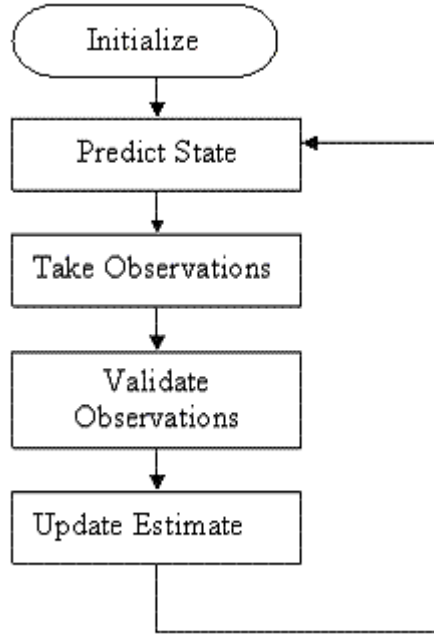 Initialize
Predict State
Take Observations
Validate
Observations
Update Estimate